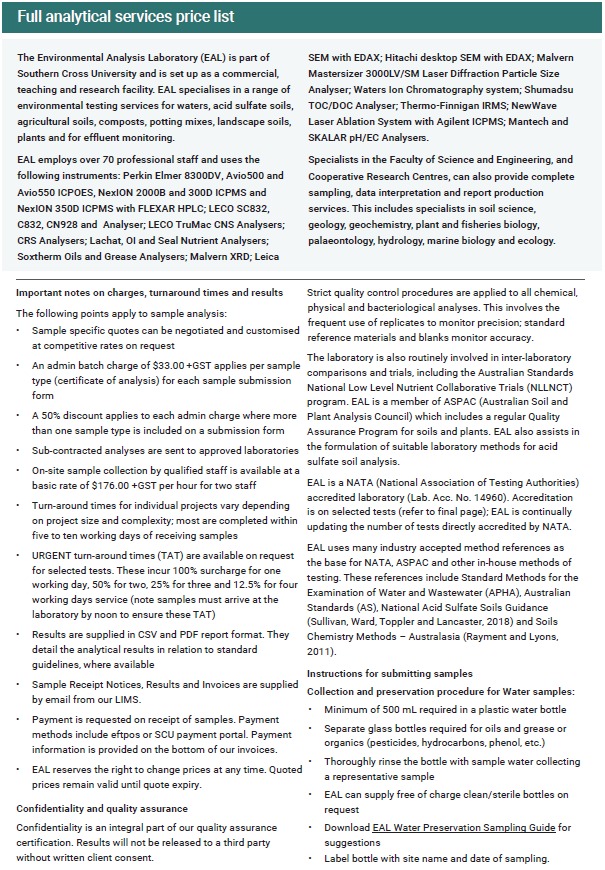 Full analytical services price list
The Environmental Analysis Laboratory (EAL) is part of
Southern Cross University and is set up as a commercial,
teaching and research facility. EAL specialises in a range of
environmental testing services for waters, acid sulfate soils,
agricultural soils, composts, potting mixes, landscape soils,
plants and for effluent monitoring.
EAL employs over 70 professional staff and uses the
following instruments: Perkin Elmer 8300DV, Avio500 and
Avio550 ICPOES, NexION 2000B and 300D ICPMS and
NexION 350D ICPMS with FLEXAR HPLC; LECO SC832,
C832, CN928 and Analyser; LECO TruMac CNS Analysers;
CRS Analysers; Lachat, OI and Seal Nutrient Analysers;
Soxtherm Oils and Grease Analysers; Malvern XRD; Leica
SEM with EDAX; Hitachi desktop SEM with EDAX; Malvern
Mastersizer 3000LV/SM Laser Diffraction Particle Size
Analyser; Waters Ion Chromatography system; Shumadsu
TOC/DOC Analyser; Thermo-Finnigan IRMS; NewWave
Laser Ablation System with Agilent ICPMS; Mantech and
SKALAR pH/EC Analysers.
Specialists in the Faculty of Science and Engineering, and
Cooperative Research Centres, can also provide complete
sampling, data interpretation and report production
services. This includes specialists in soil science,
geology, geochemistry, plant and fisheries biology,
palaeontology, hydrology, marine biology and ecology.
Important notes on charges, turnaround times and results
The following points apply to sample analysis:
• Sample specific quotes can be negotiated and customised
at competitive rates on request
• An admin batch charge of $33.00 +GST applies per sample
type (certificate of analysis) for each sample submission
form
• A 50% discount applies to each admin charge where more
than one sample type is included on a submission form
• Sub-contracted analyses are sent to approved laboratories
• On-site sample collection by qualified staff is available at a
basic rate of $176.00 +GST per hour for two staff
• Turn-around times for individual projects vary depending
on project size and complexity; most are completed within
five to ten working days of receiving samples
• URGENT turn-around times (TAT) are available on request
for selected tests. These incur 100% surcharge for one
working day, 50% for two, 25% for three and 12.5% for four
working days service (note samples must arrive at the
laboratory by noon to ensure these TAT)
• Results are supplied in CSV and PDF report format. They
detail the analytical results in relation to standard
guidelines, where available
• Sample Receipt Notices, Results and Invoices are supplied
by email from our LIMS.
• Payment is requested on receipt of samples. Payment
methods include eftpos or SCU payment portal. Payment
information is provided on the bottom of our invoices.
• EAL reserves the right to change prices at any time. Quoted
prices remain valid until quote expiry.
Confidentiality and quality assurance
Confidentiality is an integral part of our quality assurance
certification. Results will not be released to a third party
without written client consent.
Strict quality control procedures are applied to all chemical,
physical and bacteriological analyses. This involves the
frequent use of replicates to monitor precision; standard
reference materials and blanks monitor accuracy.
The laboratory is also routinely involved in inter-laboratory
comparisons and trials, including the Australian Standards
National Low Level Nutrient Collaborative Trials (NLLNCT)
program. EAL is a member of ASPAC (Australian Soil and
Plant Analysis Council) which includes a regular Quality
Assurance Program for soils and plants. EAL also assists in
the formulation of suitable laboratory methods for acid
sulfate soil analysis.
EAL is a NATA (National Association of Testing Authorities)
accredited laboratory (Lab. Acc. No. 14960). Accreditation
is on selected tests (refer to final page); EAL is continually
updating the number of tests directly accredited by NATA.
EAL uses many industry accepted method references as
the base for NATA, ASPAC and other in-house methods of
testing. These references include Standard Methods for the
Examination of Water and Wastewater (APHA), Australian
Standards (AS), National Acid Sulfate Soils Guidance
(Sullivan, Ward, Toppler and Lancaster, 2018) and Soils
Chemistry Methods – Australasia (Rayment and Lyons,
2011).
Instructions for submitting samples
Collection and preservation procedure for Water samples:
• Minimum of 500 mL required in a plastic water bottle
• Separate glass bottles required for oils and grease or
organics (pesticides, hydrocarbons, phenol, etc.)
• Thoroughly rinse the bottle with sample water collecting
a representative sample
• EAL can supply free of charge clean/sterile bottles on
request
• Download EAL Water Preservation Sampling Guide for
suggestions
• Label bottle with site name and date of sampling.